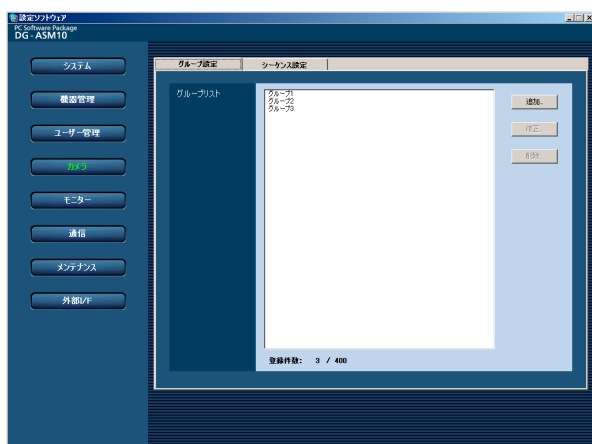 設定ソフトウェア
PC Software Package
DG-ASM10
システム
機器管理
ユーザー管理
カメラ
モニター
通信
メンテナンス
外部I/F
グループ設定
シーケンス設定
グループリスト
グループ1
グループ2
グループ3
追加...
修正...
削除...
登録件数: 3 / 400